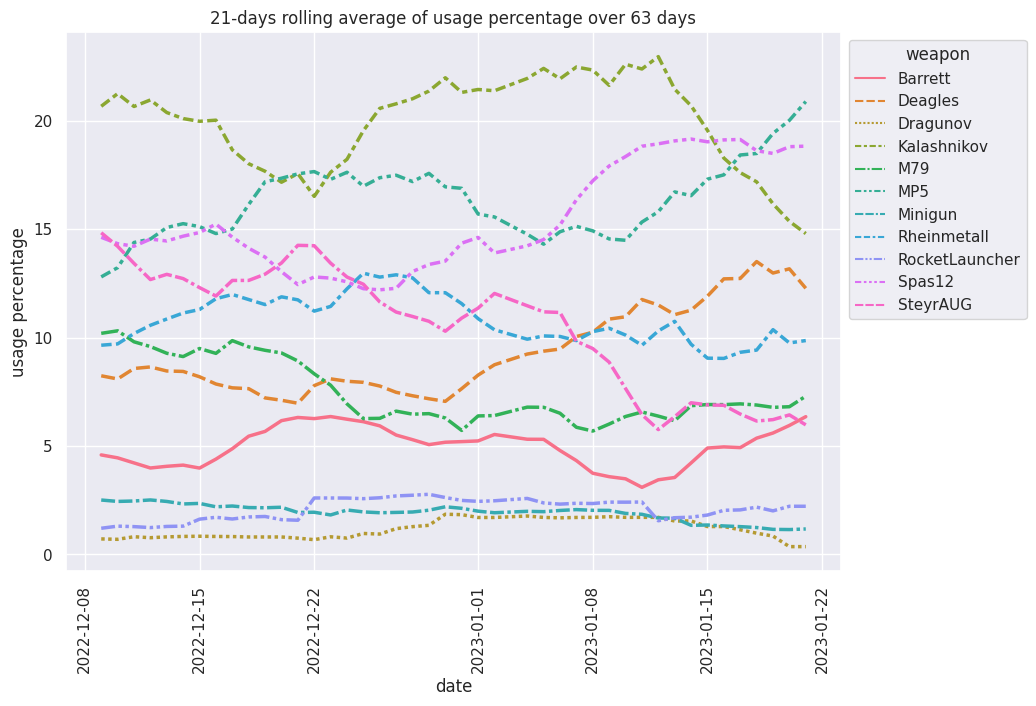 21-days rolling average of usage percentage over 63 days
weapon
Barrett
Deagles
Dragunov
Kalashnikov
M79
MP5
Minigun
Rheinmetall
RocketLauncher
Spas12
SteyrAUG
usage percentage
20
15
10
5
0
2022-12-08
2022-12-15
2022-12-22
2023-01-01
2023-01-08
2023-01-15
2023-01-22
date